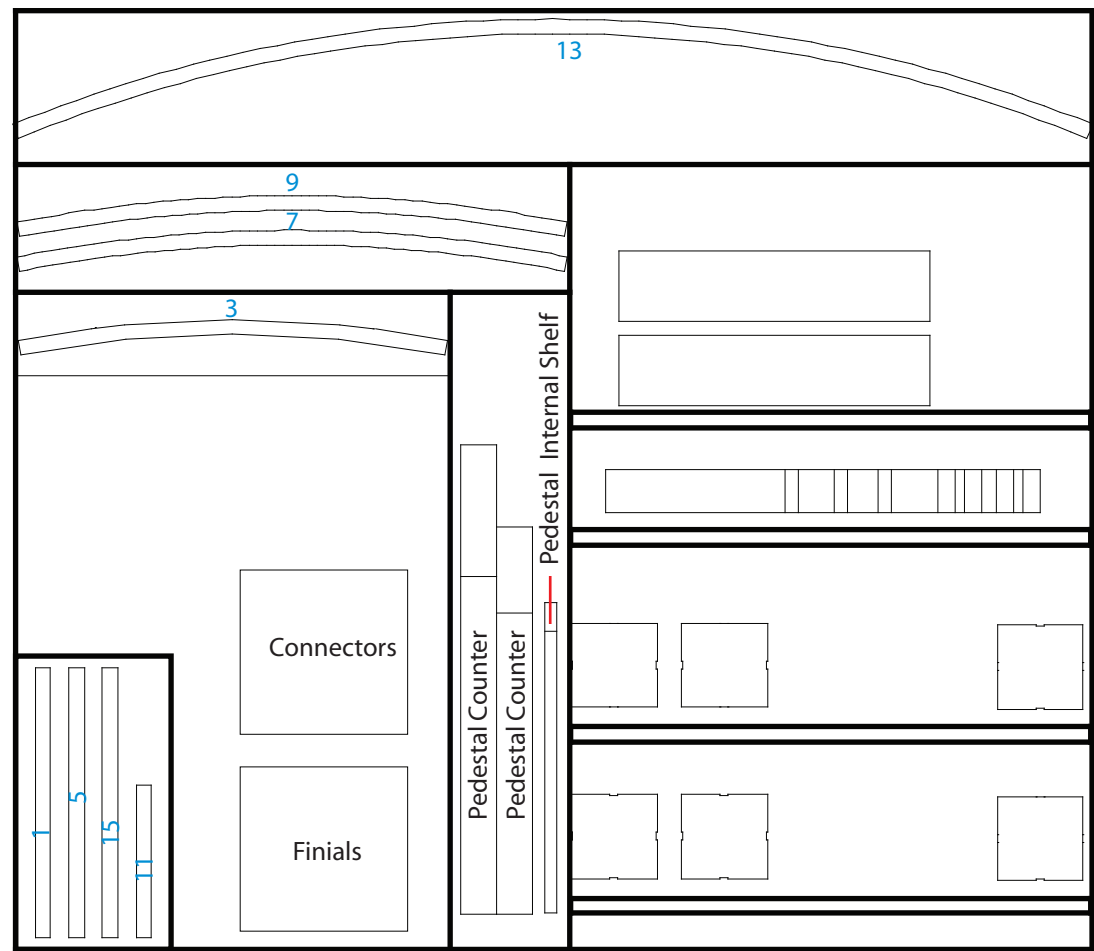 13
9
7
3
Pedestal Internal Shelf
Connectors
Pedestal Counter
Pedestal Counter
1
5
15
11
Finials